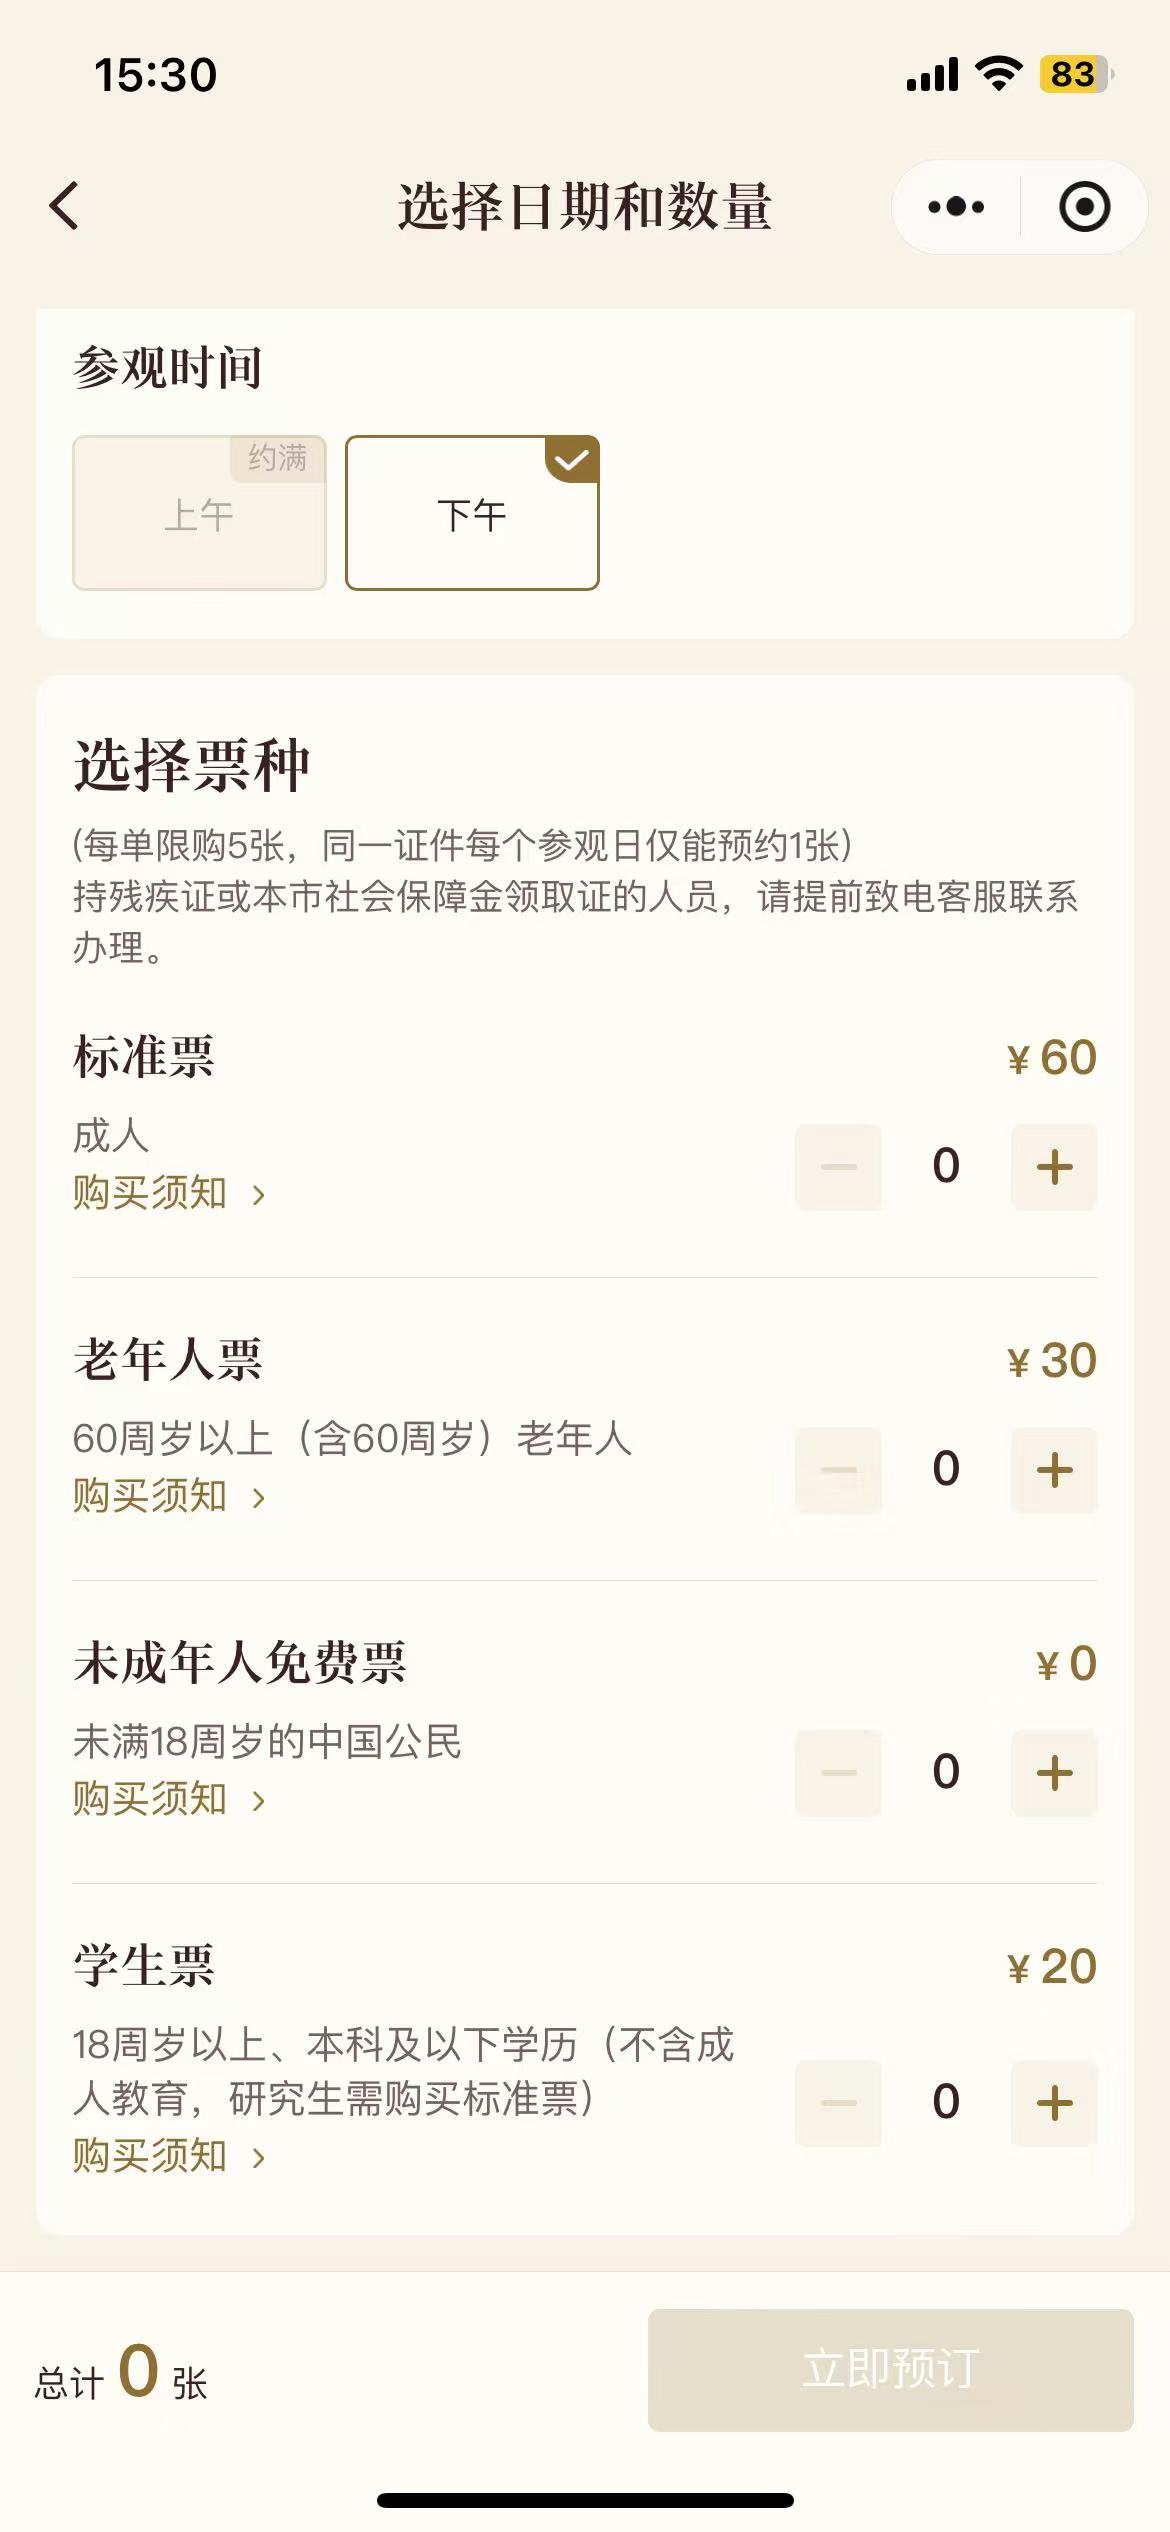 15:30
83
选择日期和数量
参观时间
约满
上午
下午
选择票种
(每单限购5张，同一证件每个参观日仅能预约1张)
持残疾证或本市社会保障金领取证的人员，请提前致电客服联系
办理。
标准票
¥ 60
成人
0
购买须知
老年人票
¥ 30
60周岁以上（含60周岁）老年人
0
购买须知
未成年人免费票
¥ 0
未满18周岁的中国公民
0
购买须知
学生票
¥ 20
18周岁以上、本科及以下学历（不含成
人教育，研究生需购买标准票）
0
购买须知
总计 0 张
立即预订